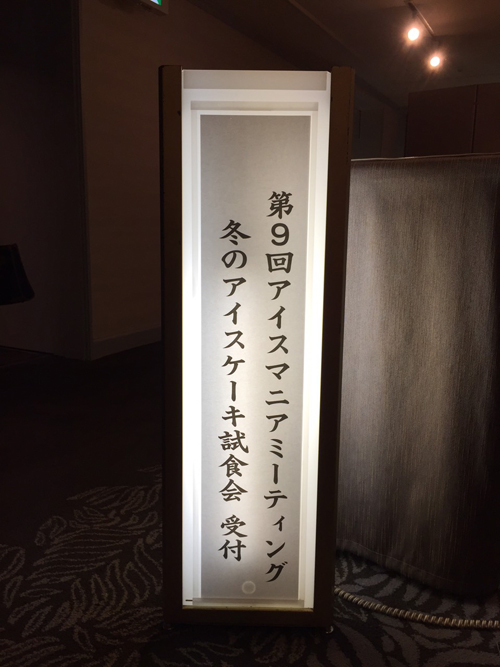 第9回アイスマニアミーティング
冬のアイスケーキ試食会 受付